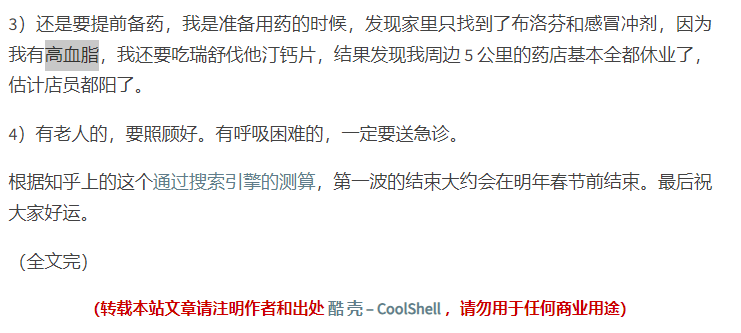 3）还是要提前备药，我是准备用药的时候，发现家里只找到了布洛芬和感冒冲剂，因为
我有高血脂，我还要吃瑞舒伐他汀钙片，结果发现我周边 5 公里的药店基本全都休业了，
估计店员都阳了。
4）有老人的，要照顾好。有呼吸困难的，一定要送急诊。
根据知乎上的这个通过搜索引擎的测算，第一波的结束大约会在明年春节前结束。最后祝
大家好运。
（全文完）
(转载本站文章请注明作者和出处 酷 壳 – CoolShell ，请勿用于任何商业用途)